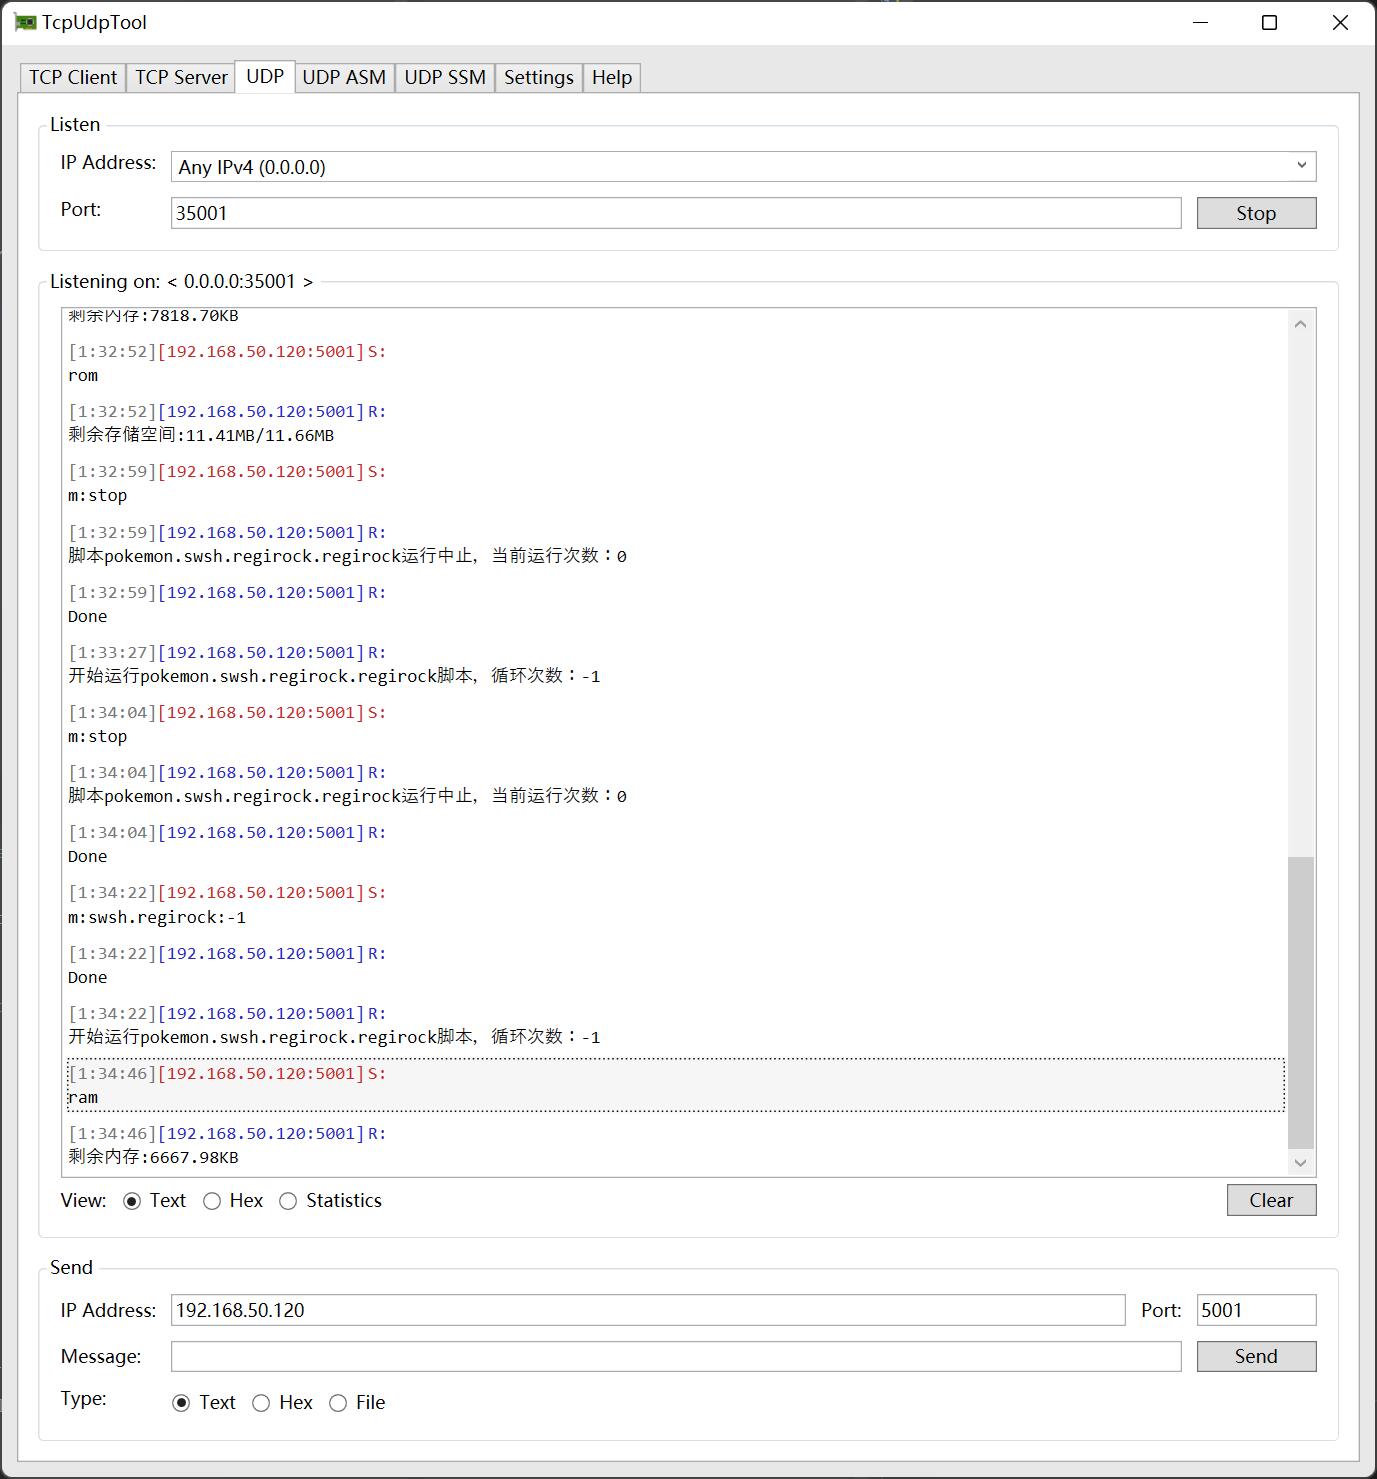 TcpUdpTool
TCP Client TCP Server UDP UDP ASM UDP SSM Settings Help
Listen
IP Address: Any IPv4 (0.0.0.0)
Port: 35001 Stop
Listening on: < 0.0.0.0:35001 >
剩余内存:7818.70KB
[1:32:52][192.168.50.120:5001]S:
rom
[1:32:52][192.168.50.120:5001]R:
剩余存储空间:11.41MB/11.66MB
[1:32:59][192.168.50.120:5001]S:
m:stop
[1:32:59][192.168.50.120:5001]R:
脚本pokemon.swsh.regirock.regirock运行中止, 当前运行次数：0
[1:32:59][192.168.50.120:5001]R:
Done
[1:33:27][192.168.50.120:5001]R:
开始运行pokemon.swsh.regirock.regirock脚本, 循环次数：-1
[1:34:04][192.168.50.120:5001]S:
m:stop
[1:34:04][192.168.50.120:5001]R:
脚本pokemon.swsh.regirock.regirock运行中止, 当前运行次数：0
[1:34:04][192.168.50.120:5001]R:
Done
[1:34:22][192.168.50.120:5001]S:
m:swsh.regirock:-1
[1:34:22][192.168.50.120:5001]R:
Done
[1:34:22][192.168.50.120:5001]R:
开始运行pokemon.swsh.regirock.regirock脚本, 循环次数：-1
[1:34:46][192.168.50.120:5001]S:
ram
[1:34:46][192.168.50.120:5001]R:
剩余内存:6667.98KB
View: Text Hex Statistics Clear
Send
IP Address: 192.168.50.120 Port: 5001
Message: Send
Type: Text Hex File